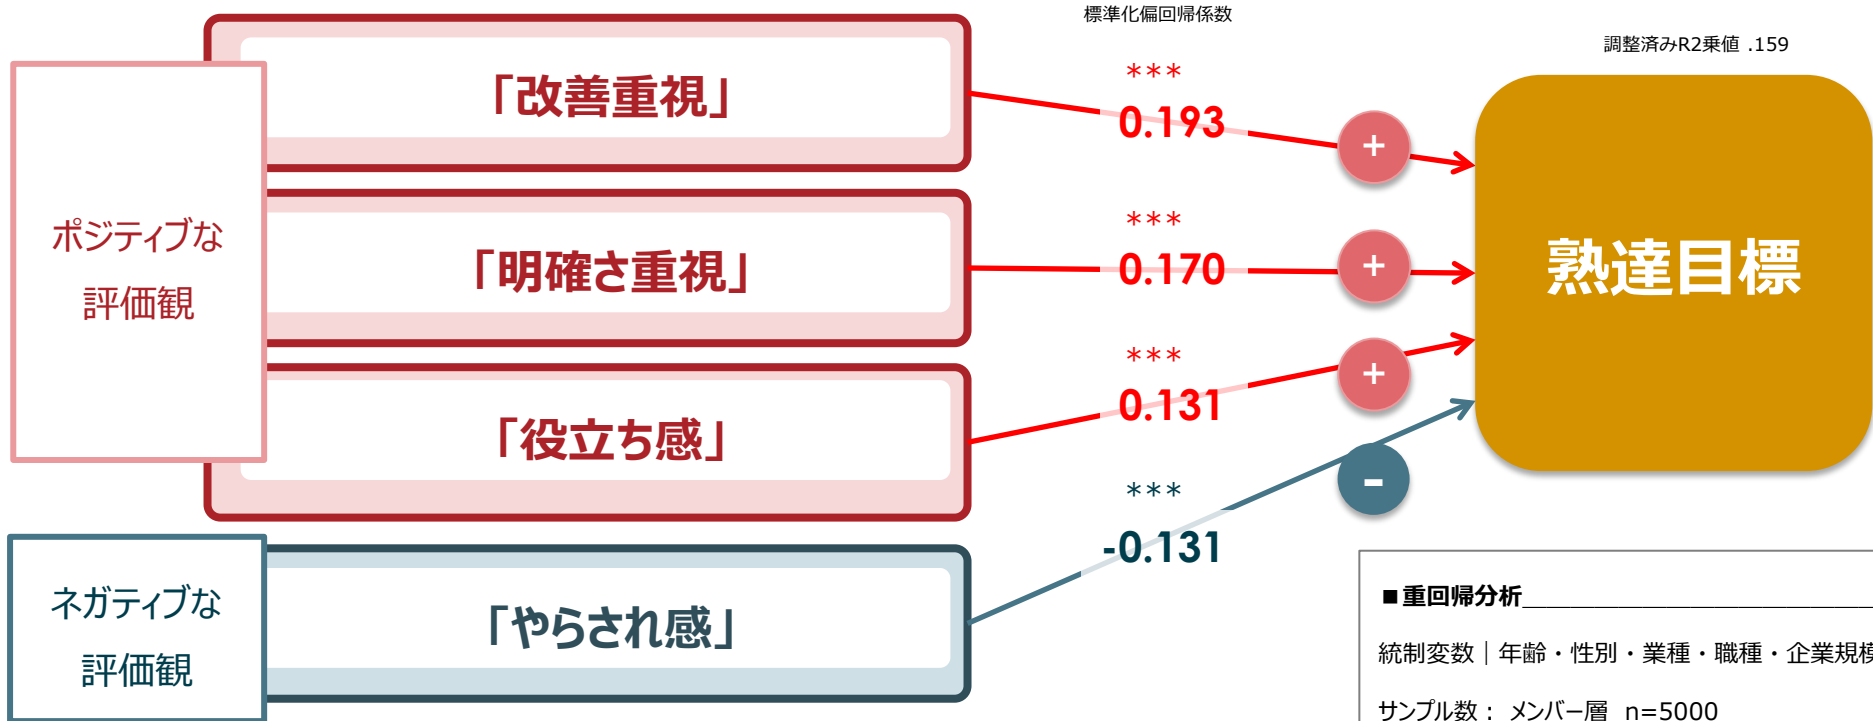 標準化偏回帰係数
調整済みR2乗値 .159
ポジティブな
評価観
「改善重視」
***
0.193
+
「明確さ重視」
***
0.170
+
「役立ち感」
***
0.131
+
熟達目標
ネガティブな
評価観
「やらされ感」
***
-0.131
-
■重回帰分析
統制変数｜年齢・性別・業種・職種・企業規模
サンプル数： メンバー層 n=5000